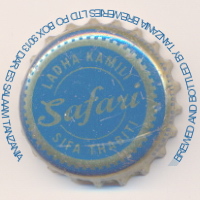 LADHA KAMILI
Safari
SIFA THABITI
BREWED AND BOTTLED BY TANZANIA BREWERIES LTD PO BOX 9013 DAR ES SALAAM TANZANIA